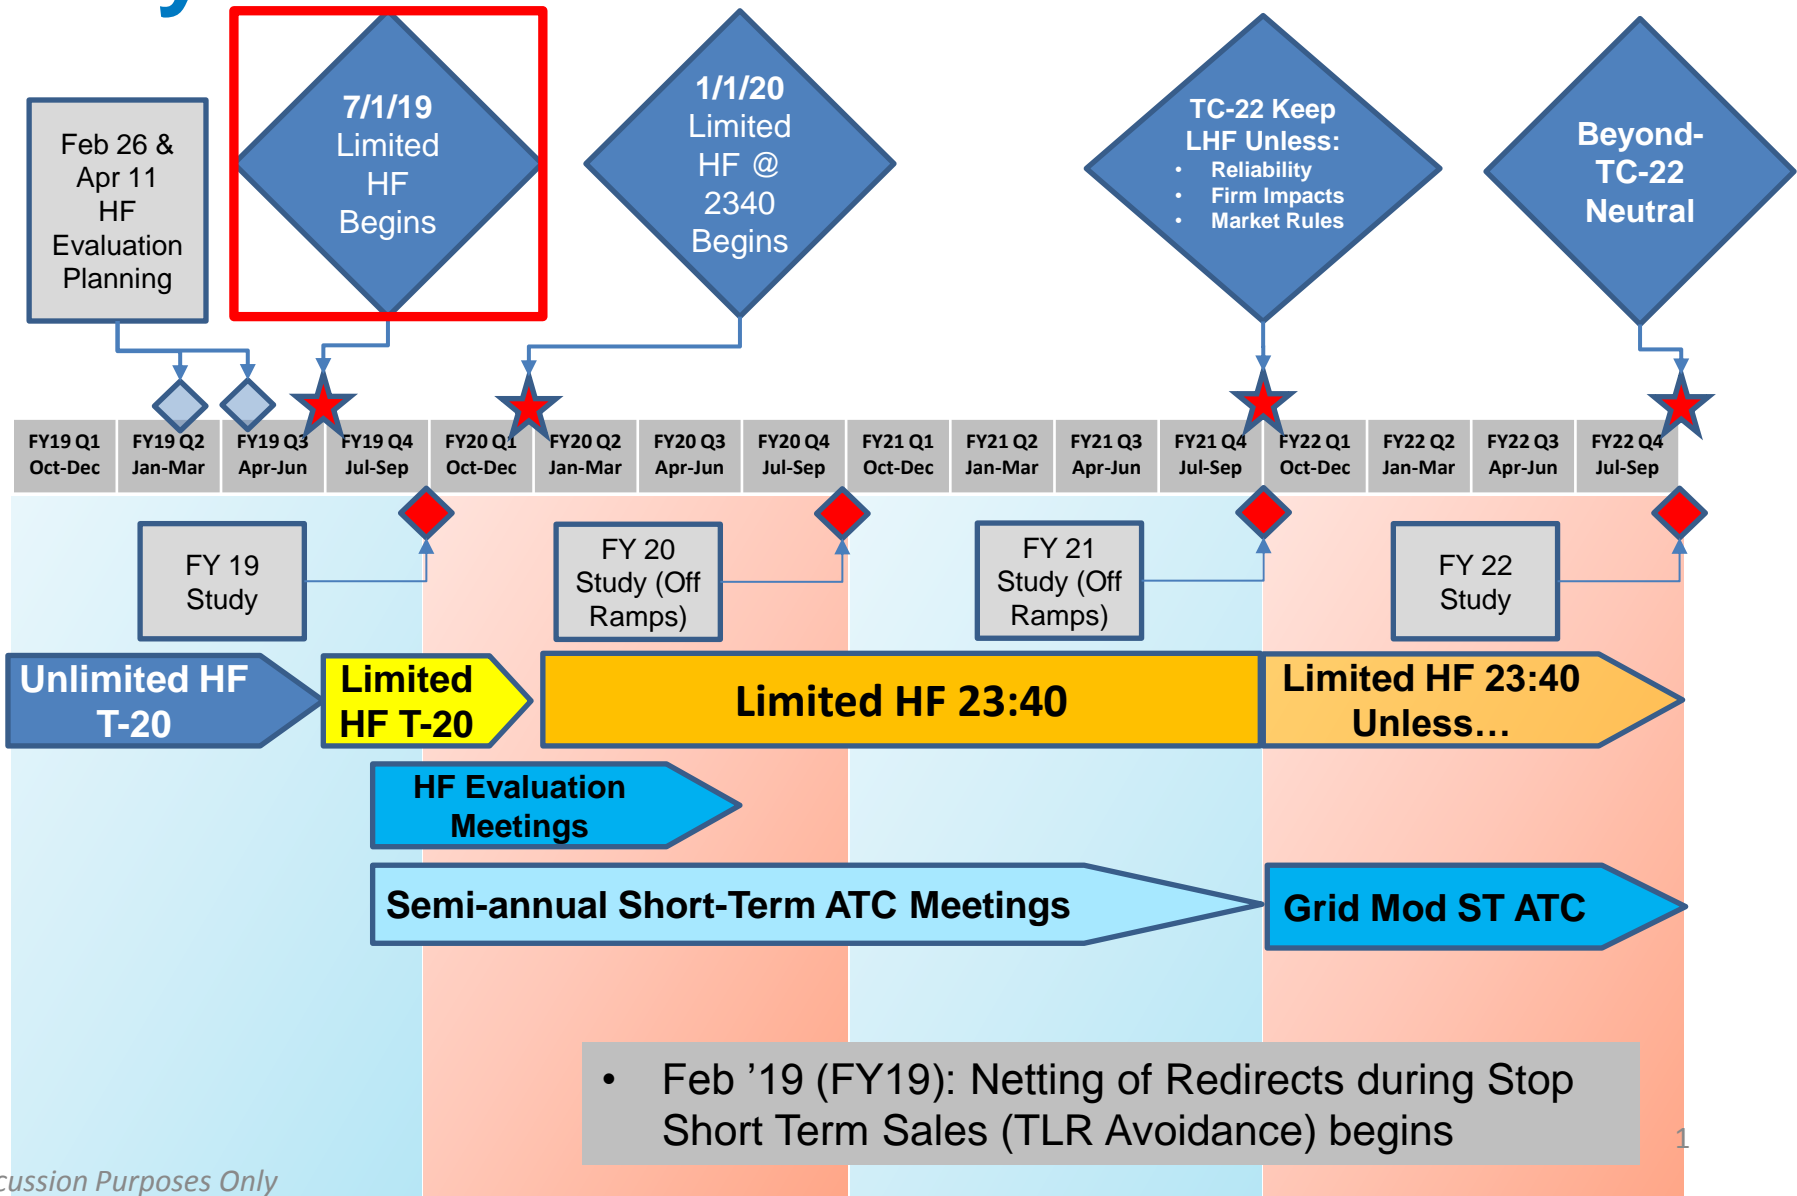 Feb 26 &
Apr 11
HF
Evaluation
Planning
7/1/19
Limited
HF
Begins
1/1/20
Limited
HF @
2340
Begins
TC-22 Keep
LHF Unless:
• Reliability
• Firm Impacts
• Market Rules
Beyond-
TC-22
Neutral
FY19 Q1
Oct-Dec
FY19 Q2
Jan-Mar
FY19 Q3
Apr-Jun
FY19 Q4
Jul-Sep
FY20 Q1
Oct-Dec
FY20 Q2
Jan-Mar
FY20 Q3
Apr-Jun
FY20 Q4
Jul-Sep
FY21 Q1
Oct-Dec
FY21 Q2
Jan-Mar
FY21 Q3
Apr-Jun
FY21 Q4
Jul-Sep
FY22 Q1
Oct-Dec
FY22 Q2
Jan-Mar
FY22 Q3
Apr-Jun
FY22 Q4
Jul-Sep
FY 19
Study
FY 20
Study (Off
Ramps)
FY 21
Study (Off
Ramps)
FY 22
Study
Unlimited HF
T-20
Limited
HF T-20
Limited HF 23:40
Limited HF 23:40
Unless…
HF Evaluation
Meetings
Semi-annual Short-Term ATC Meetings
Grid Mod ST ATC
• Feb ’19 (FY19): Netting of Redirects during Stop
Short Term Sales (TLR Avoidance) begins
1
cussion Purposes Only